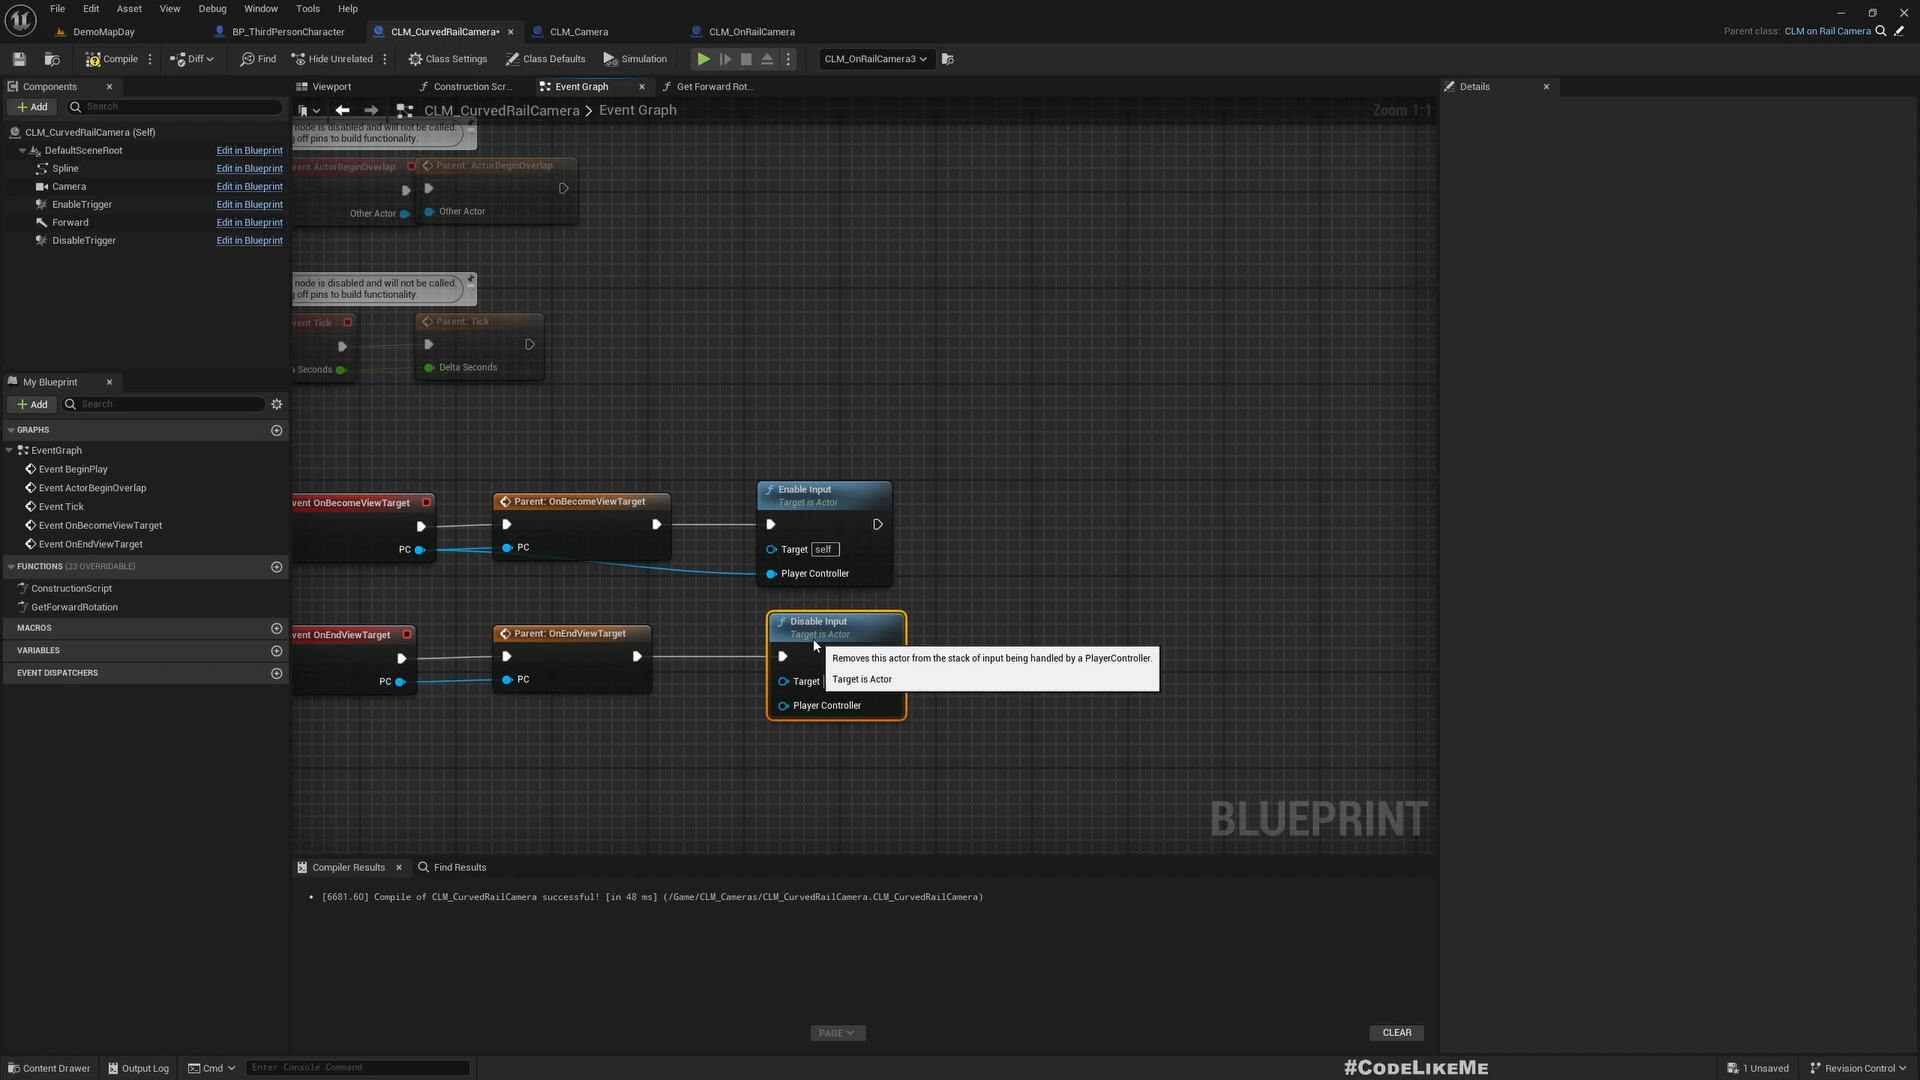 File Edit Asset View Debug Window Tools Help
DemoMapDay
BP_ThirdPersonCharacter
CLM_CurvedRailCamera•
CLM_Camera
CLM_OnRailCamera
Parent class: CLM on Rail Camera
Compile
Diff
Find
Hide Unrelated
Class Settings
Class Defaults
Simulation
CLM_OnRailCamera3
Components
Viewport
Construction Scr...
Event Graph
Get Forward Rot...
Details
Add
Search
CLM_CurvedRailCamera > Event Graph
Zoom 1:1
CLM_CurvedRailCamera (Self)
DefaultSceneRoot Edit in Blueprint
Spline Edit in Blueprint
Camera Edit in Blueprint
EnableTrigger Edit in Blueprint
Forward Edit in Blueprint
DisableTrigger Edit in Blueprint
node is disabled and will not be called.
off pins to build functionality.
vent ActorBeginOverlap
Other Actor
Parent: ActorBeginOverlap
Other Actor
node is disabled and will not be called.
off pins to build functionality.
vent Tick
Seconds
Parent: Tick
Delta Seconds
My Blueprint
Add
Search
GRAPHS
EventGraph
Event BeginPlay
Event ActorBeginOverlap
Event Tick
Event OnBecomeViewTarget
Event OnEndViewTarget
FUNCTIONS (23 OVERRIDABLE)
ConstructionScript
GetForwardRotation
MACROS
VARIABLES
EVENT DISPATCHERS
vent OnBecomeViewTarget
PC
Parent: OnBecomeViewTarget
PC
Enable Input
Target is Actor
Target self
Player Controller
vent OnEndViewTarget
PC
Parent: OnEndViewTarget
PC
Disable Input
Target is Actor
Target
Player Controller
Removes this actor from the stack of input being handled by a PlayerController.
Target is Actor
BLUEPRINT
Compiler Results
Find Results
• [6681.60] Compile of CLM_CurvedRailCamera successful! [in 48 ms] (/Game/CLM_Cameras/CLM_CurvedRailCamera.CLM_CurvedRailCamera)
PAGE
CLEAR
Content Drawer
Output Log
Cmd
Enter Console Command
#CodeLikeMe
1 Unsaved
Revision Control